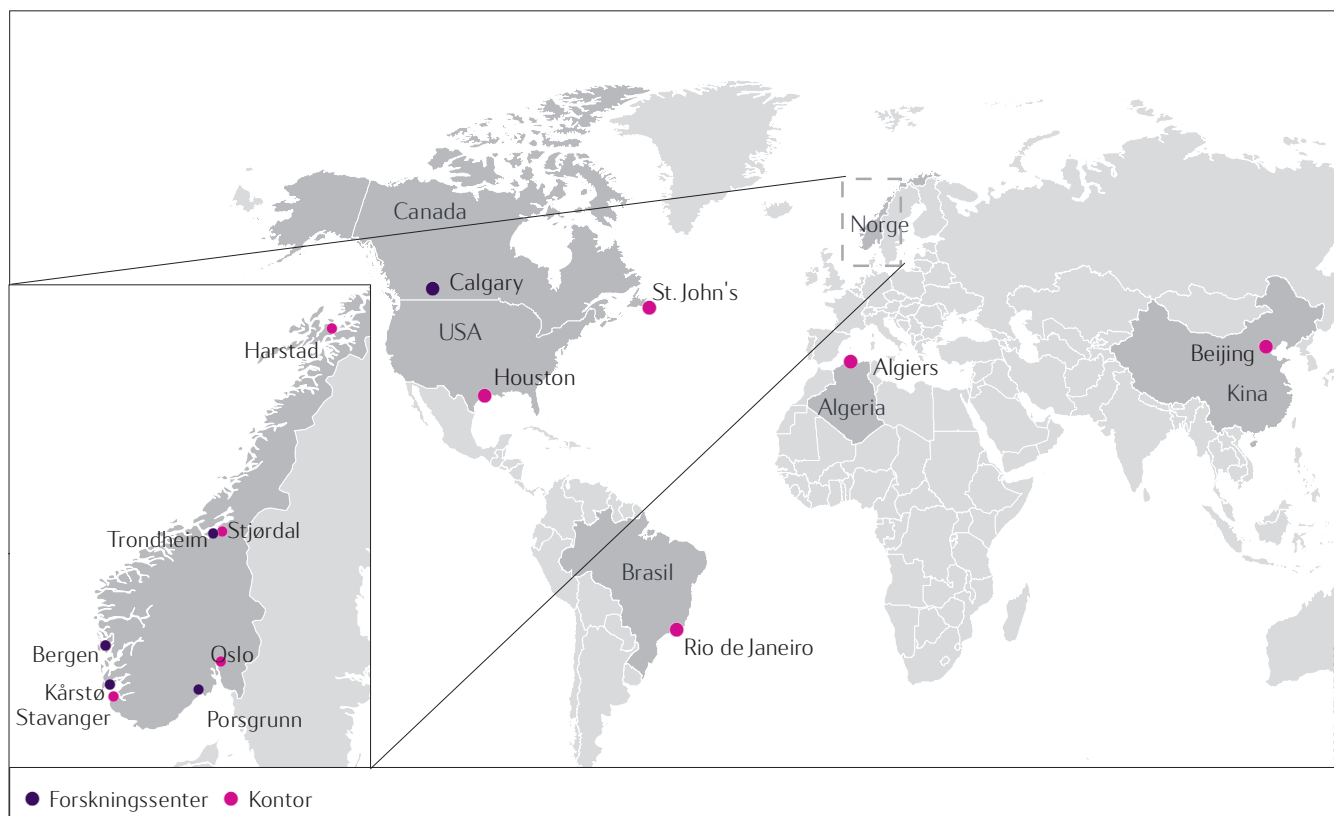 Canada
Norge
Calgary
St. John's
USA
Harstad
Houston
Beijing
Algiers
Kina
Algeria
Trondheim
Stjørdal
Brasil
Rio de Janeiro
Bergen
Oslo
Kårstø
Stavanger
Porsgrunn
Forskningssenter Kontor